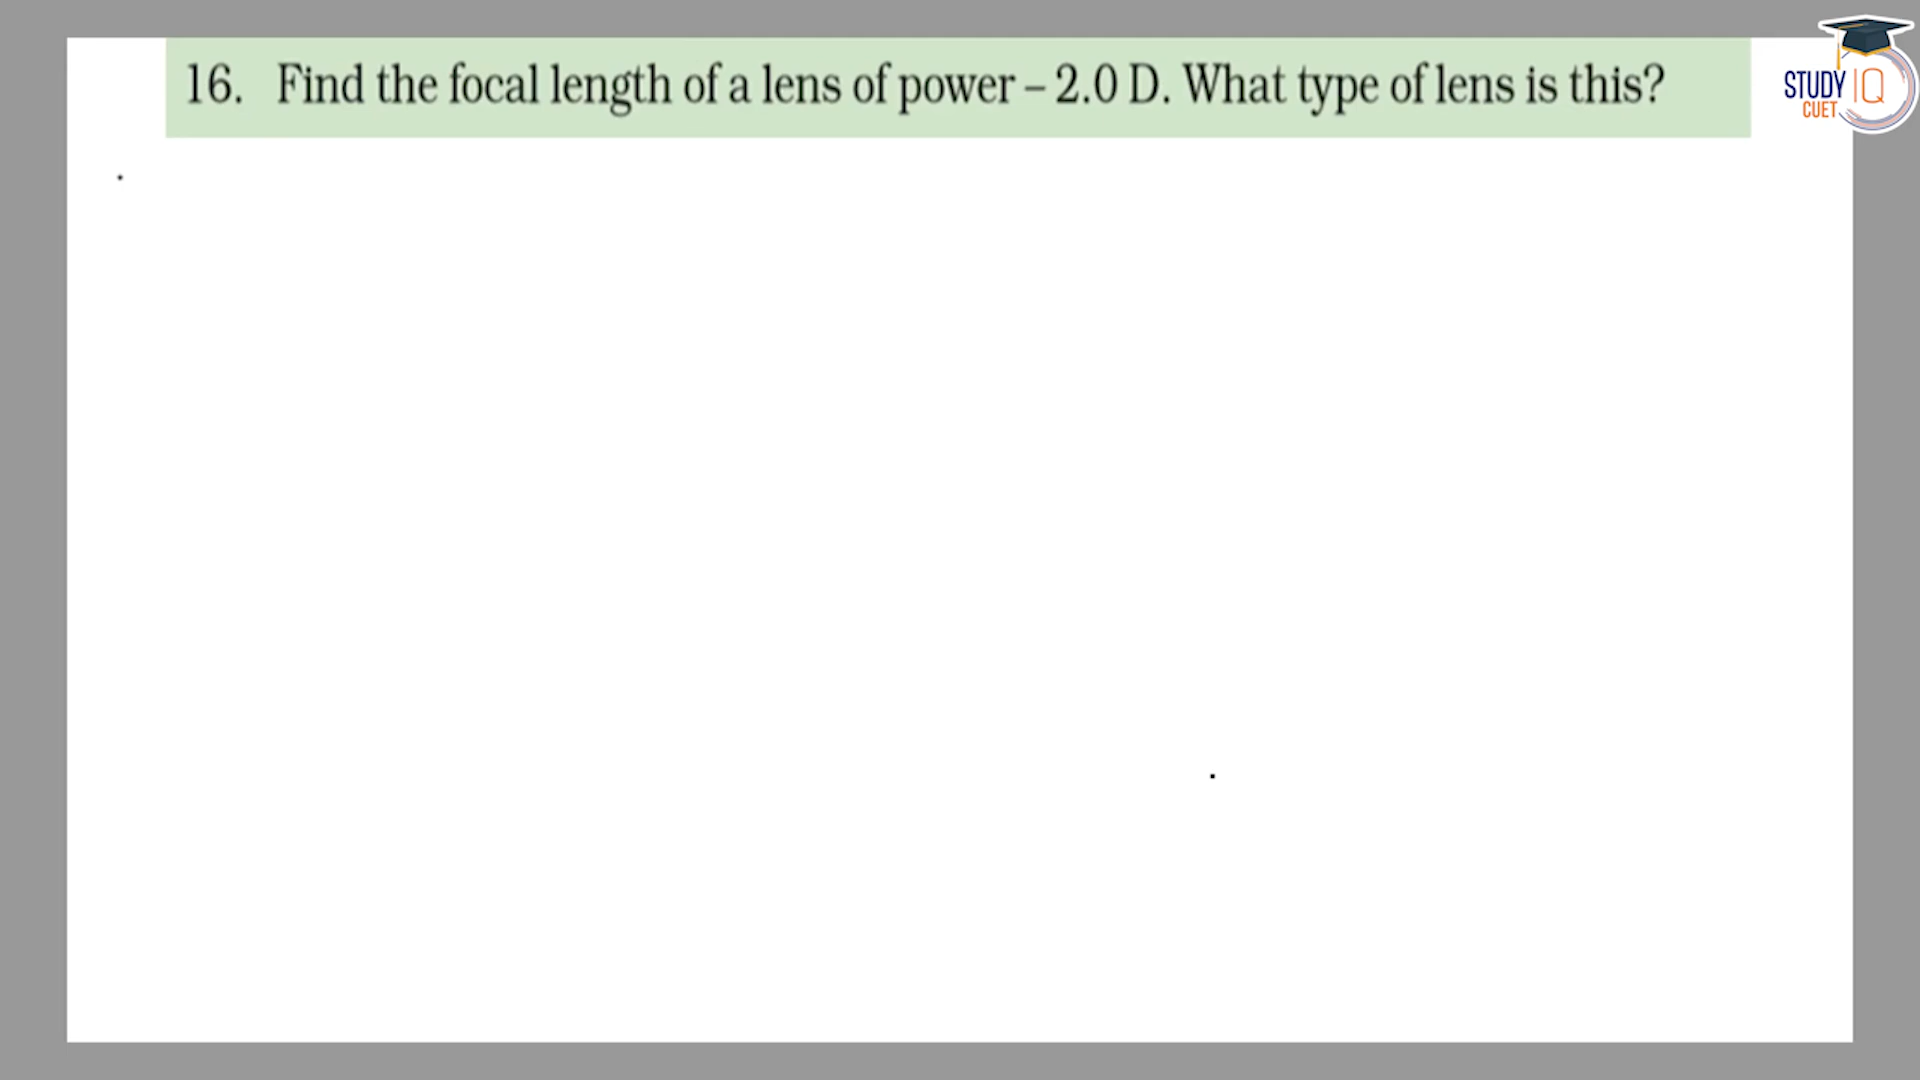 16. Find the focal length of a lens of power – 2.0 D. What type of lens is this?
STUDY IQ
CUET